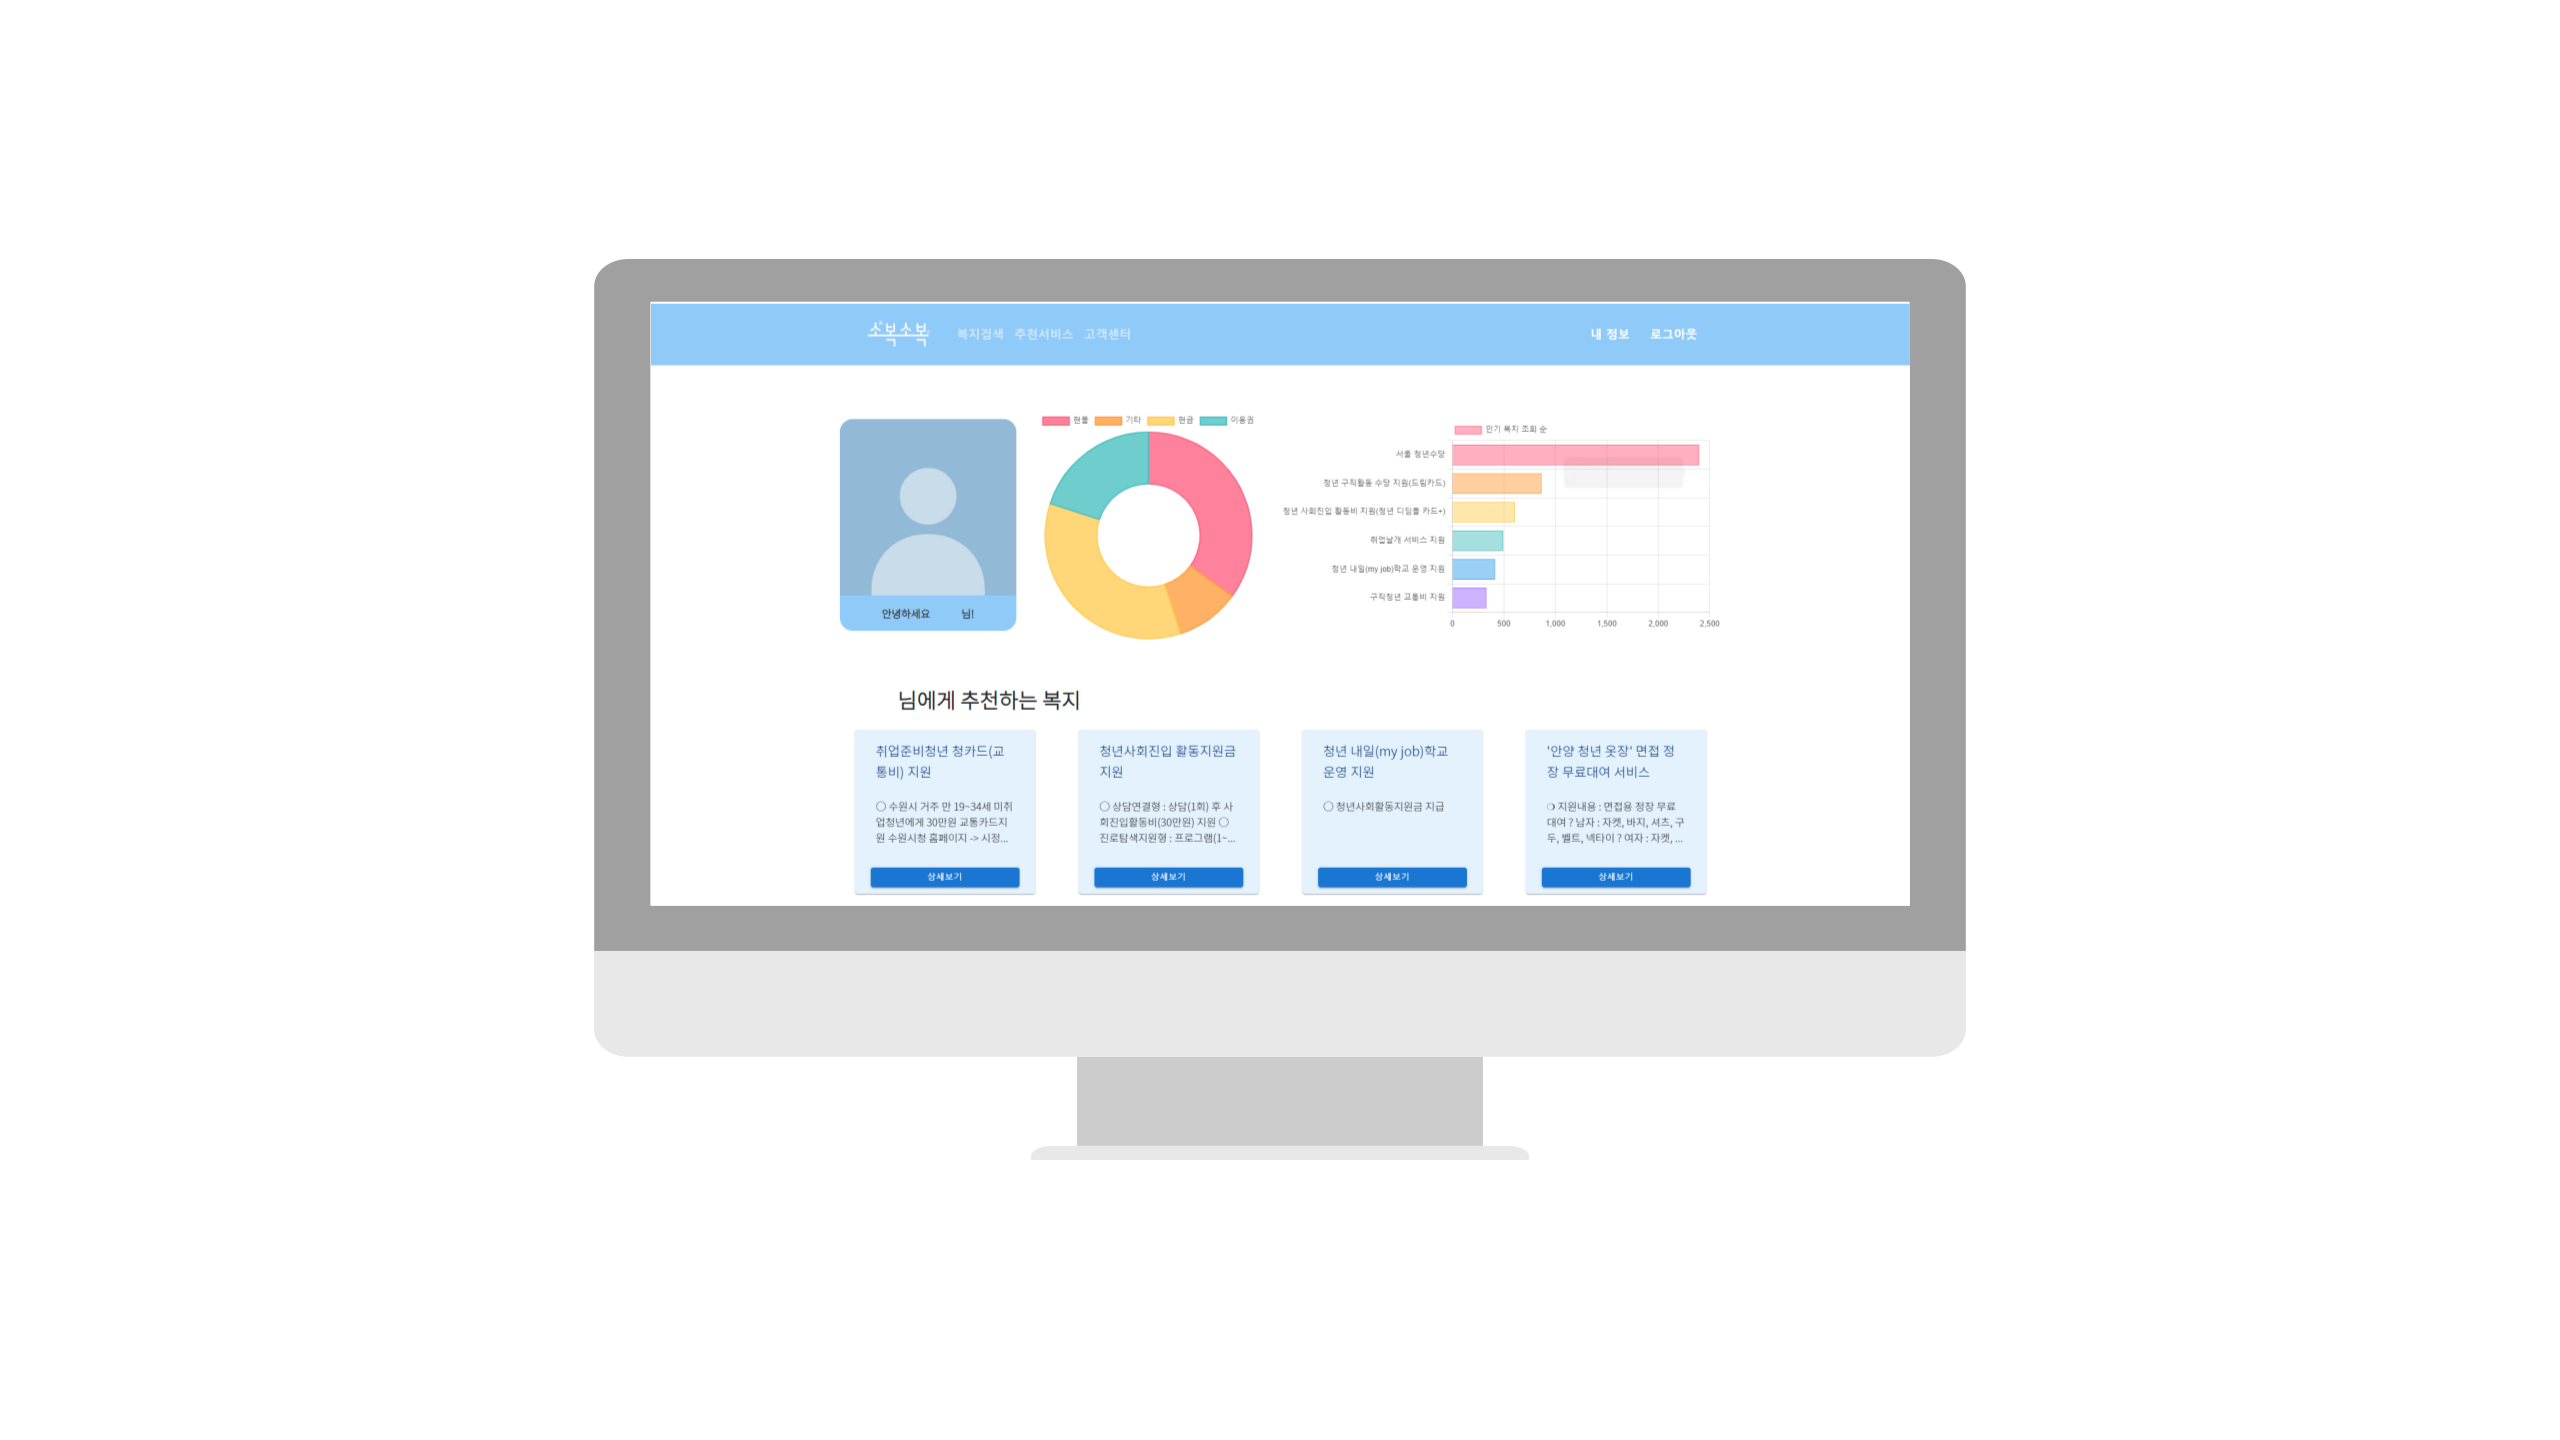 소복소복 복지검색 추천서비스 고객센터 내 정보 로그아웃
현물 기타 현금 이용권
안녕하세요 님!
인기 복지 조회 순
서울 청년수당
청년 구직활동 수당 지원(드림카드)
청년 사회진입 활동비 지원(청년 디딤돌 카드+)
취업날개 서비스 지원
청년 내일(my job)학교 운영 지원
구직청년 교통비 지원
0 500 1,000 1,500 2,000 2,500
님에게 추천하는 복지
취업준비청년 청카드(교
통비) 지원
○ 수원시 거주 만 19~34세 미취
업청년에게 30만원 교통카드지
원 수원시청 홈페이지 -> 시정...
상세보기
청년사회진입 활동지원금
지원
○ 상담연결형 : 상담(1회) 후 사
회진입활동비(30만원) 지원 ○
진로탐색지원형 : 프로그램(1~...
상세보기
청년 내일(my job)학교
운영 지원
○ 청년사회활동지원금 지급
상세보기
'안양 청년 옷장' 면접 정
장 무료대여 서비스
❍ 지원내용 : 면접용 정장 무료
대여 ? 남자 : 자켓, 바지, 셔츠, 구
두, 벨트, 넥타이 ? 여자 : 자켓, ...
상세보기